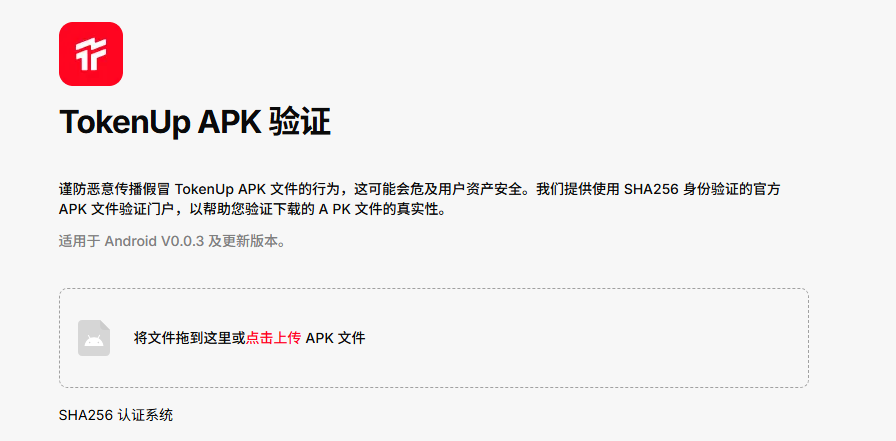 TokenUp APK 验证
谨防恶意传播假冒 TokenUp APK 文件的行为，这可能会危及用户资产安全。我们提供使用 SHA256 身份验证的官方
APK 文件验证门户，以帮助您验证下载的 A PK 文件的真实性。
适用于 Android V0.0.3 及更新版本。
将文件拖到这里或点击上传 APK 文件
SHA256 认证系统